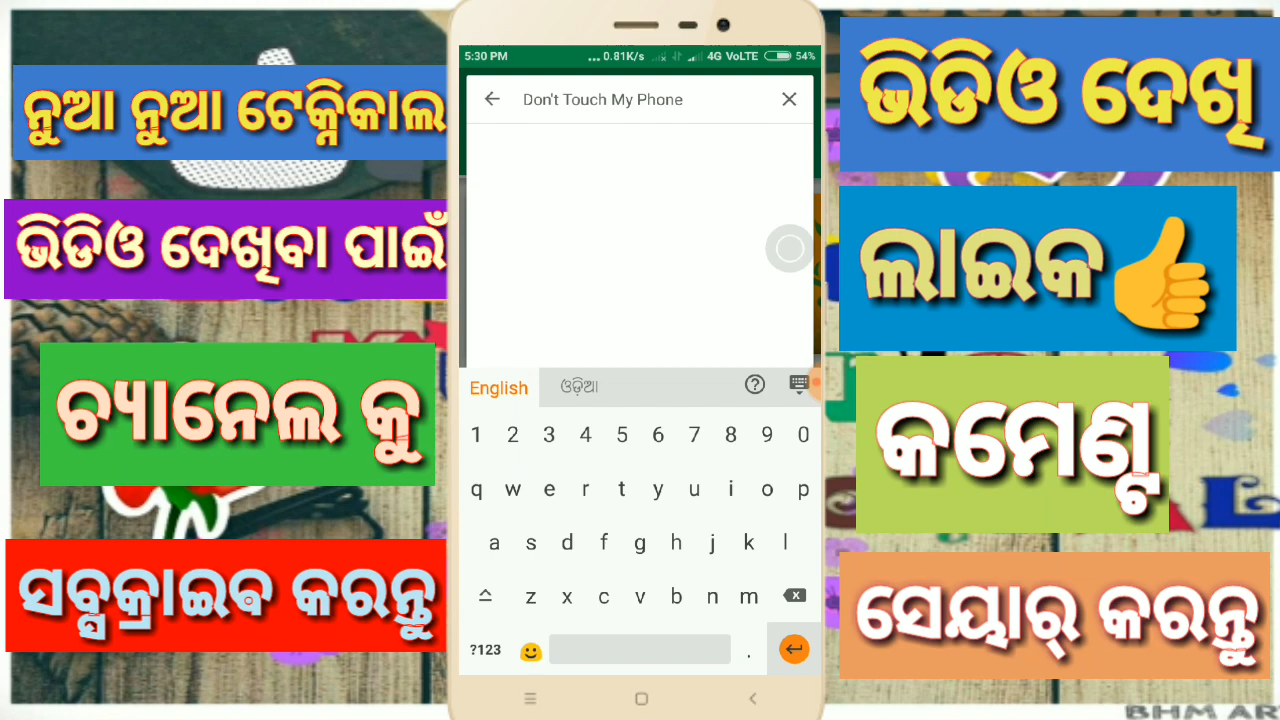 ନୁଆ ନୁଆ ଟେକ୍ନିକାଲ
ଭିଡିଓ ଦେଖିବା ପାଇଁ
ଚ୍ୟାନେଲ କୁ
ସବ୍ସକ୍ରାଇବ କରନ୍ତୁ
5:30 PM ... 0.81K/s 4G VoLTE 54%
Don't Touch My Phone
English ଓଡ଼ିଆ
1 2 3 4 5 6 7 8 9 0
q w e r t y u i o p
a s d f g h j k l
z x c v b n m
?123 .
ଭିଡିଓ ଦେଖି
ଲାଇକ
କମେଣ୍ଟ
ସେୟାର୍ କରନ୍ତୁ
BHM AR